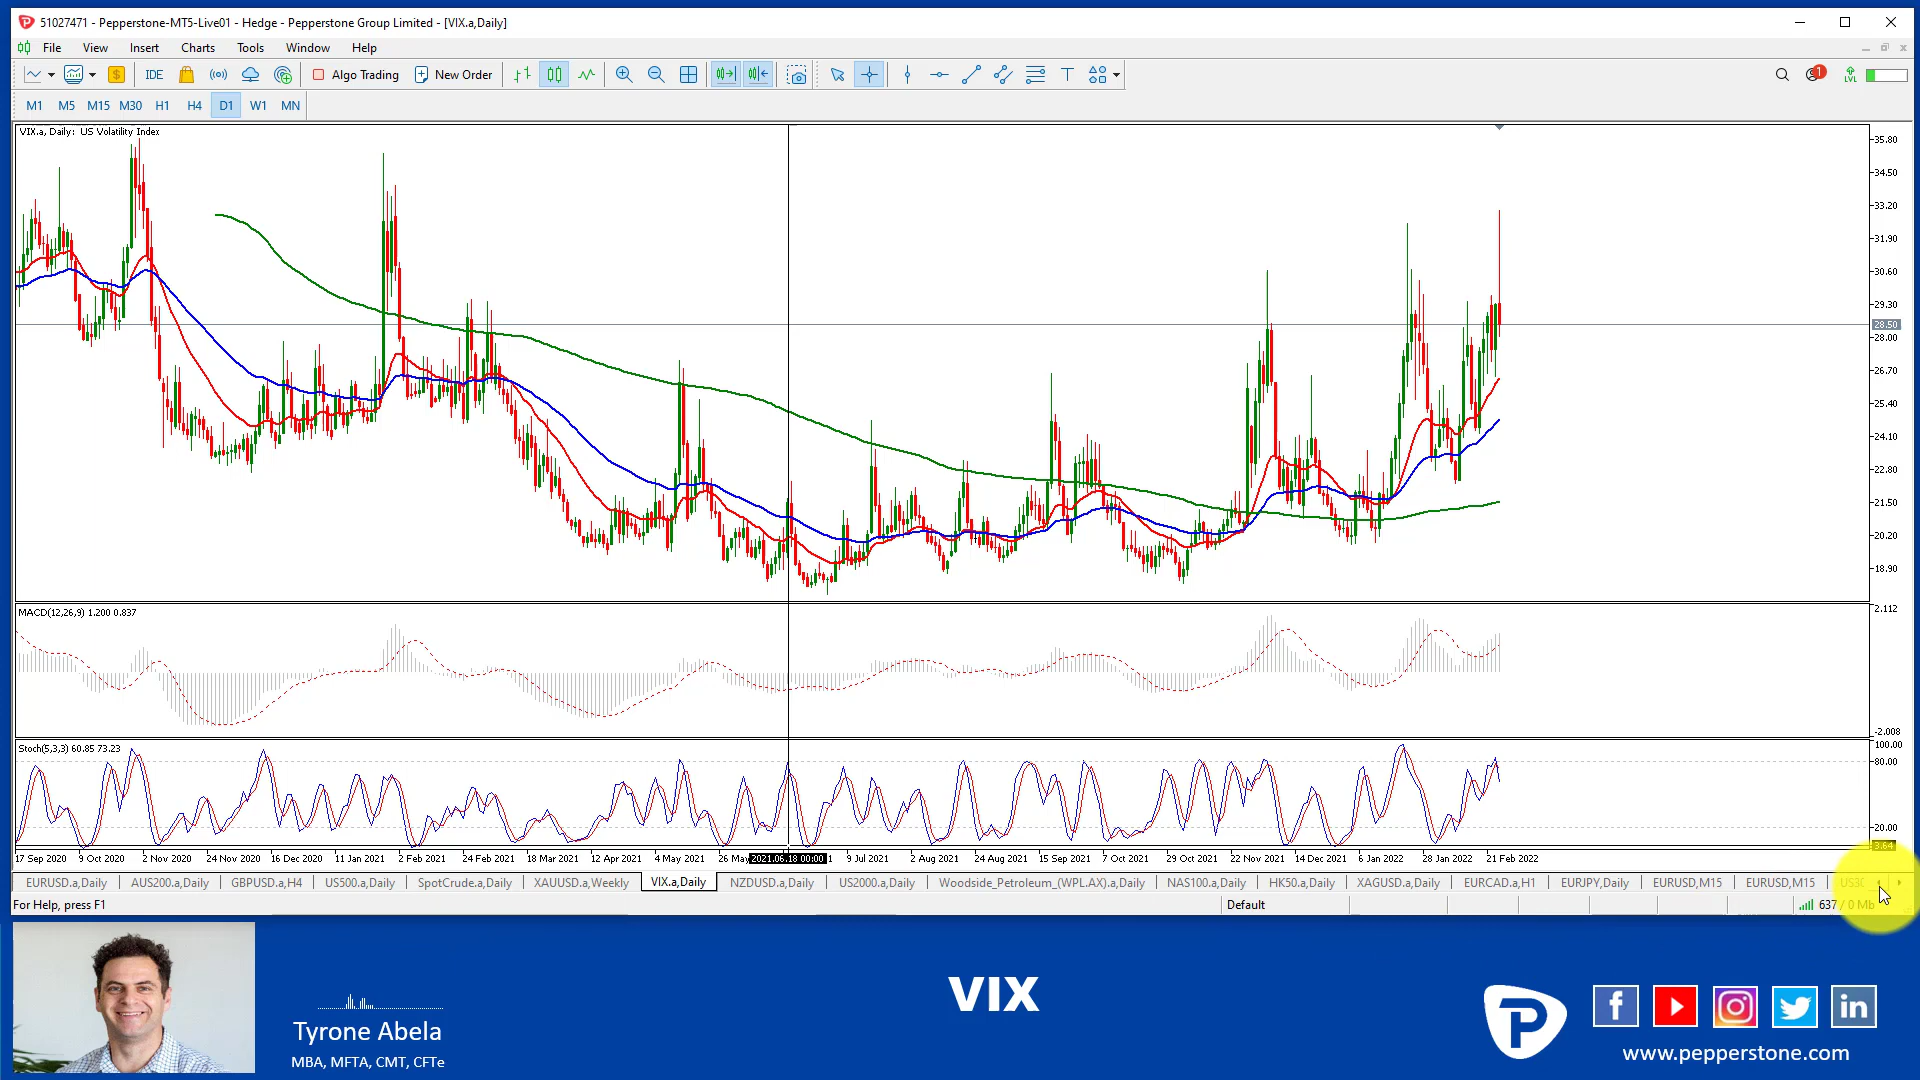 51027471 - Pepperstone-MT5-Live01 - Hedge - Pepperstone Group Limited - [VIX.a,Daily]
File View Insert Charts Tools Window Help
IDE Algo Trading New Order 1 LVL
M1 M5 M15 M30 H1 H4 D1 W1 MN
VIX.a, Daily: US Volatility Index
35.80
34.50
33.20
31.90
30.60
29.30
28.50
28.00
26.70
25.40
24.10
22.80
21.50
20.20
18.90
MACD(12,26,9) 1.200 0.837
2.112
-2.008
Stoch(5,3,3) 60.85 73.23
100.00
80.00
20.00
3.64
17 Sep 2020 9 Oct 2020 2 Nov 2020 24 Nov 2020 16 Dec 2020 11 Jan 2021 2 Feb 2021 24 Feb 2021 18 Mar 2021 12 Apr 2021 4 May 2021 26 May 2021.06.18 00:00 1 9 Jul 2021 2 Aug 2021 24 Aug 2021 15 Sep 2021 7 Oct 2021 29 Oct 2021 22 Nov 2021 14 Dec 2021 6 Jan 2022 28 Jan 2022 21 Feb 2022
EURUSD.a,Daily AUS200.a,Daily GBPUSD.a,H4 US500.a,Daily SpotCrude.a,Daily XAUUSD.a,Weekly VIX.a,Daily NZDUSD.a,Daily US2000.a,Daily Woodside_Petroleum_(WPL.AX).a,Daily NAS100.a,Daily HK50.a,Daily XAGUSD.a,Daily EURCAD.a,H1 EURJPY,Daily EURUSD,M15 EURUSD,M15 US30
For Help, press F1 Default 637 / 0 Mb
VIX
Tyrone Abela
MBA, MFTA, CMT, CFTe
www.pepperstone.com